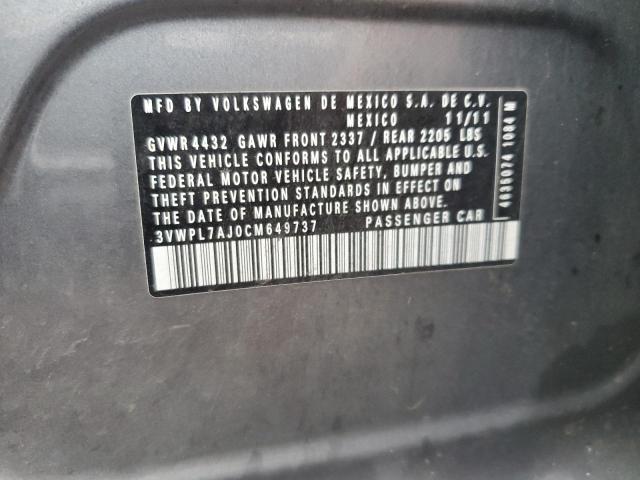 MFD BY VOLKSWAGEN DE MEXICO S.A. DE C.V.
MEXICO 11/11
GVWR 4432 GAWR FRONT 2337 / REAR 2205 LBS
THIS VEHICLE CONFORMS TO ALL APPLICABLE U.S.
FEDERAL MOTOR VEHICLE SAFETY, BUMPER AND
THEFT PREVENTION STANDARDS IN EFFECT ON
THE DATE OF MANUFACTURE SHOWN ABOVE.
3VWPL7AJ0CM649737 PASSENGER CAR
4930074 1084 M